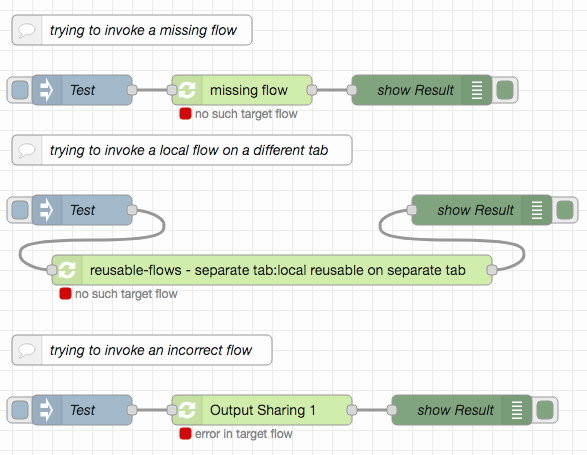 trying to invoke a missing flow
Test
missing flow
show Result
no such target flow
trying to invoke a local flow on a different tab
Test
show Result
reusable-flows - separate tab:local reusable on separate tab
no such target flow
trying to invoke an incorrect flow
Test
Output Sharing 1
show Result
error in target flow